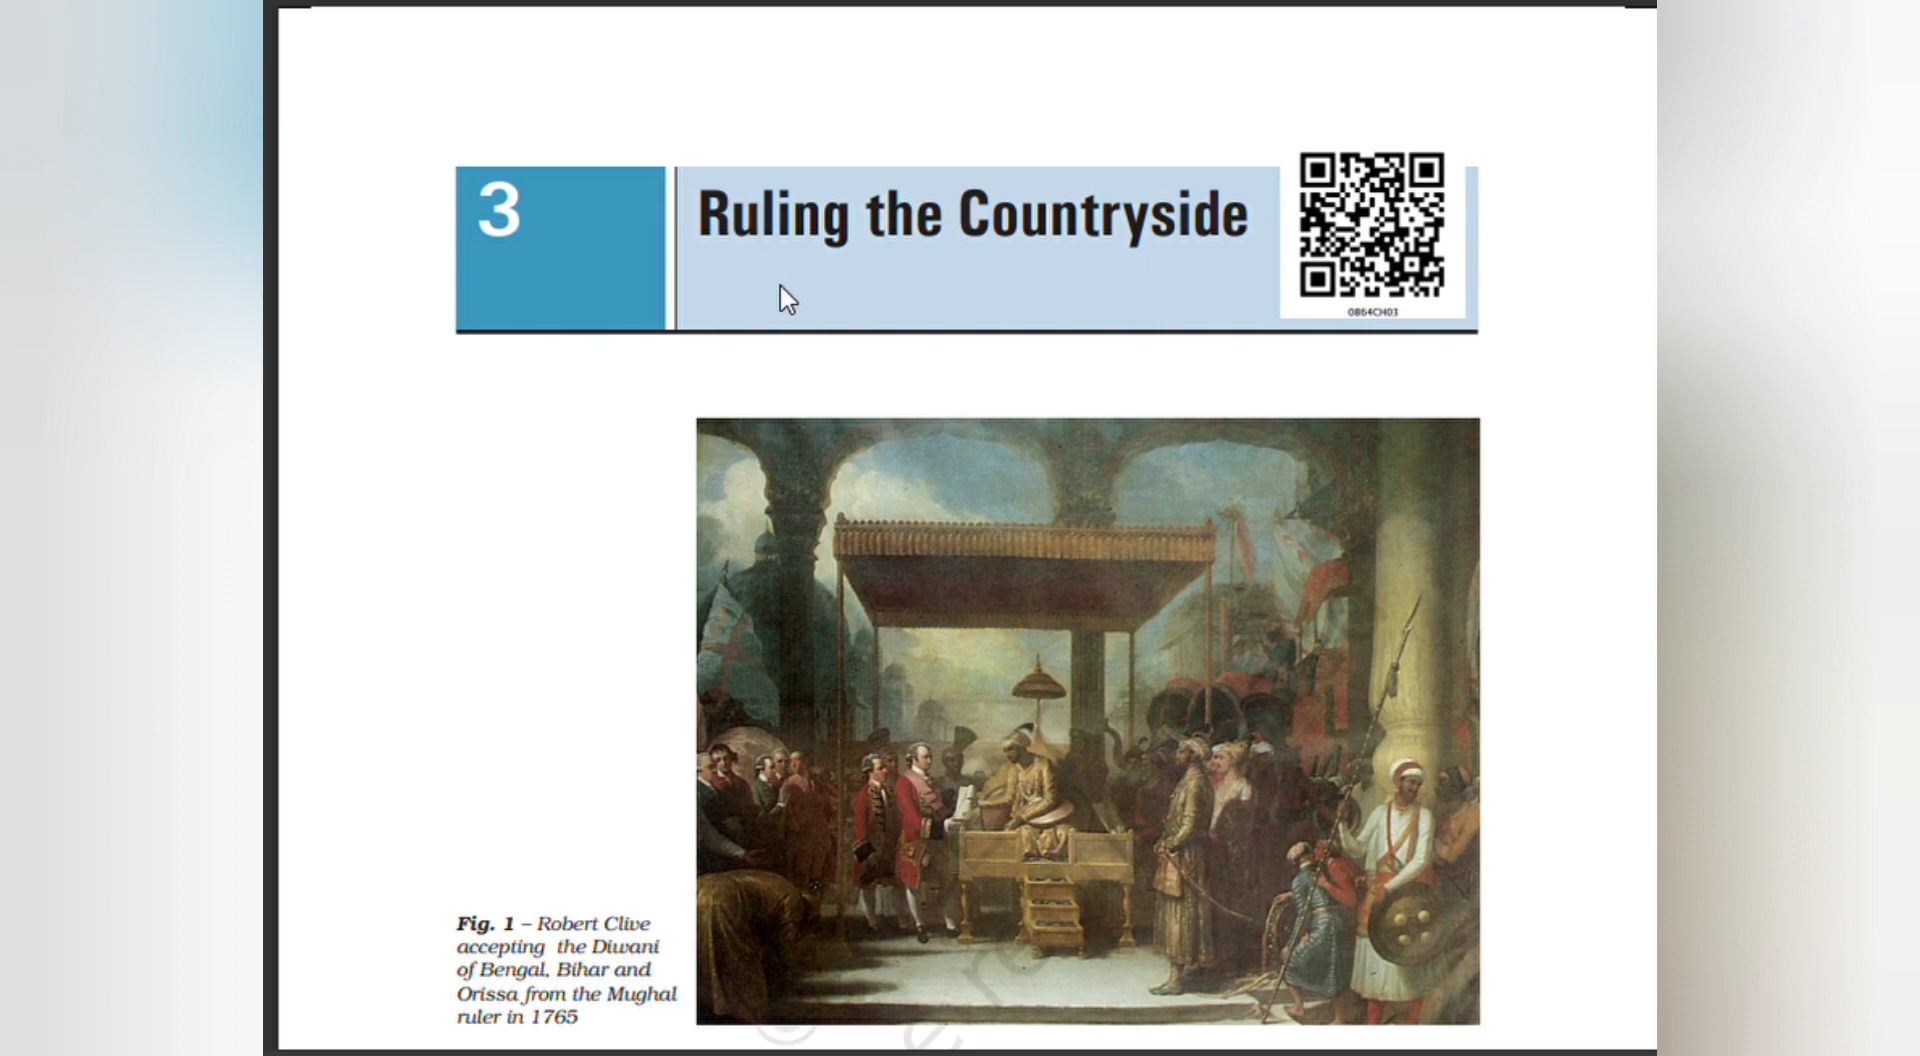 3
Ruling the Countryside
0864CH03
Fig. 1 – Robert Clive
accepting the Diwani
of Bengal, Bihar and
Orissa from the Mughal
ruler in 1765